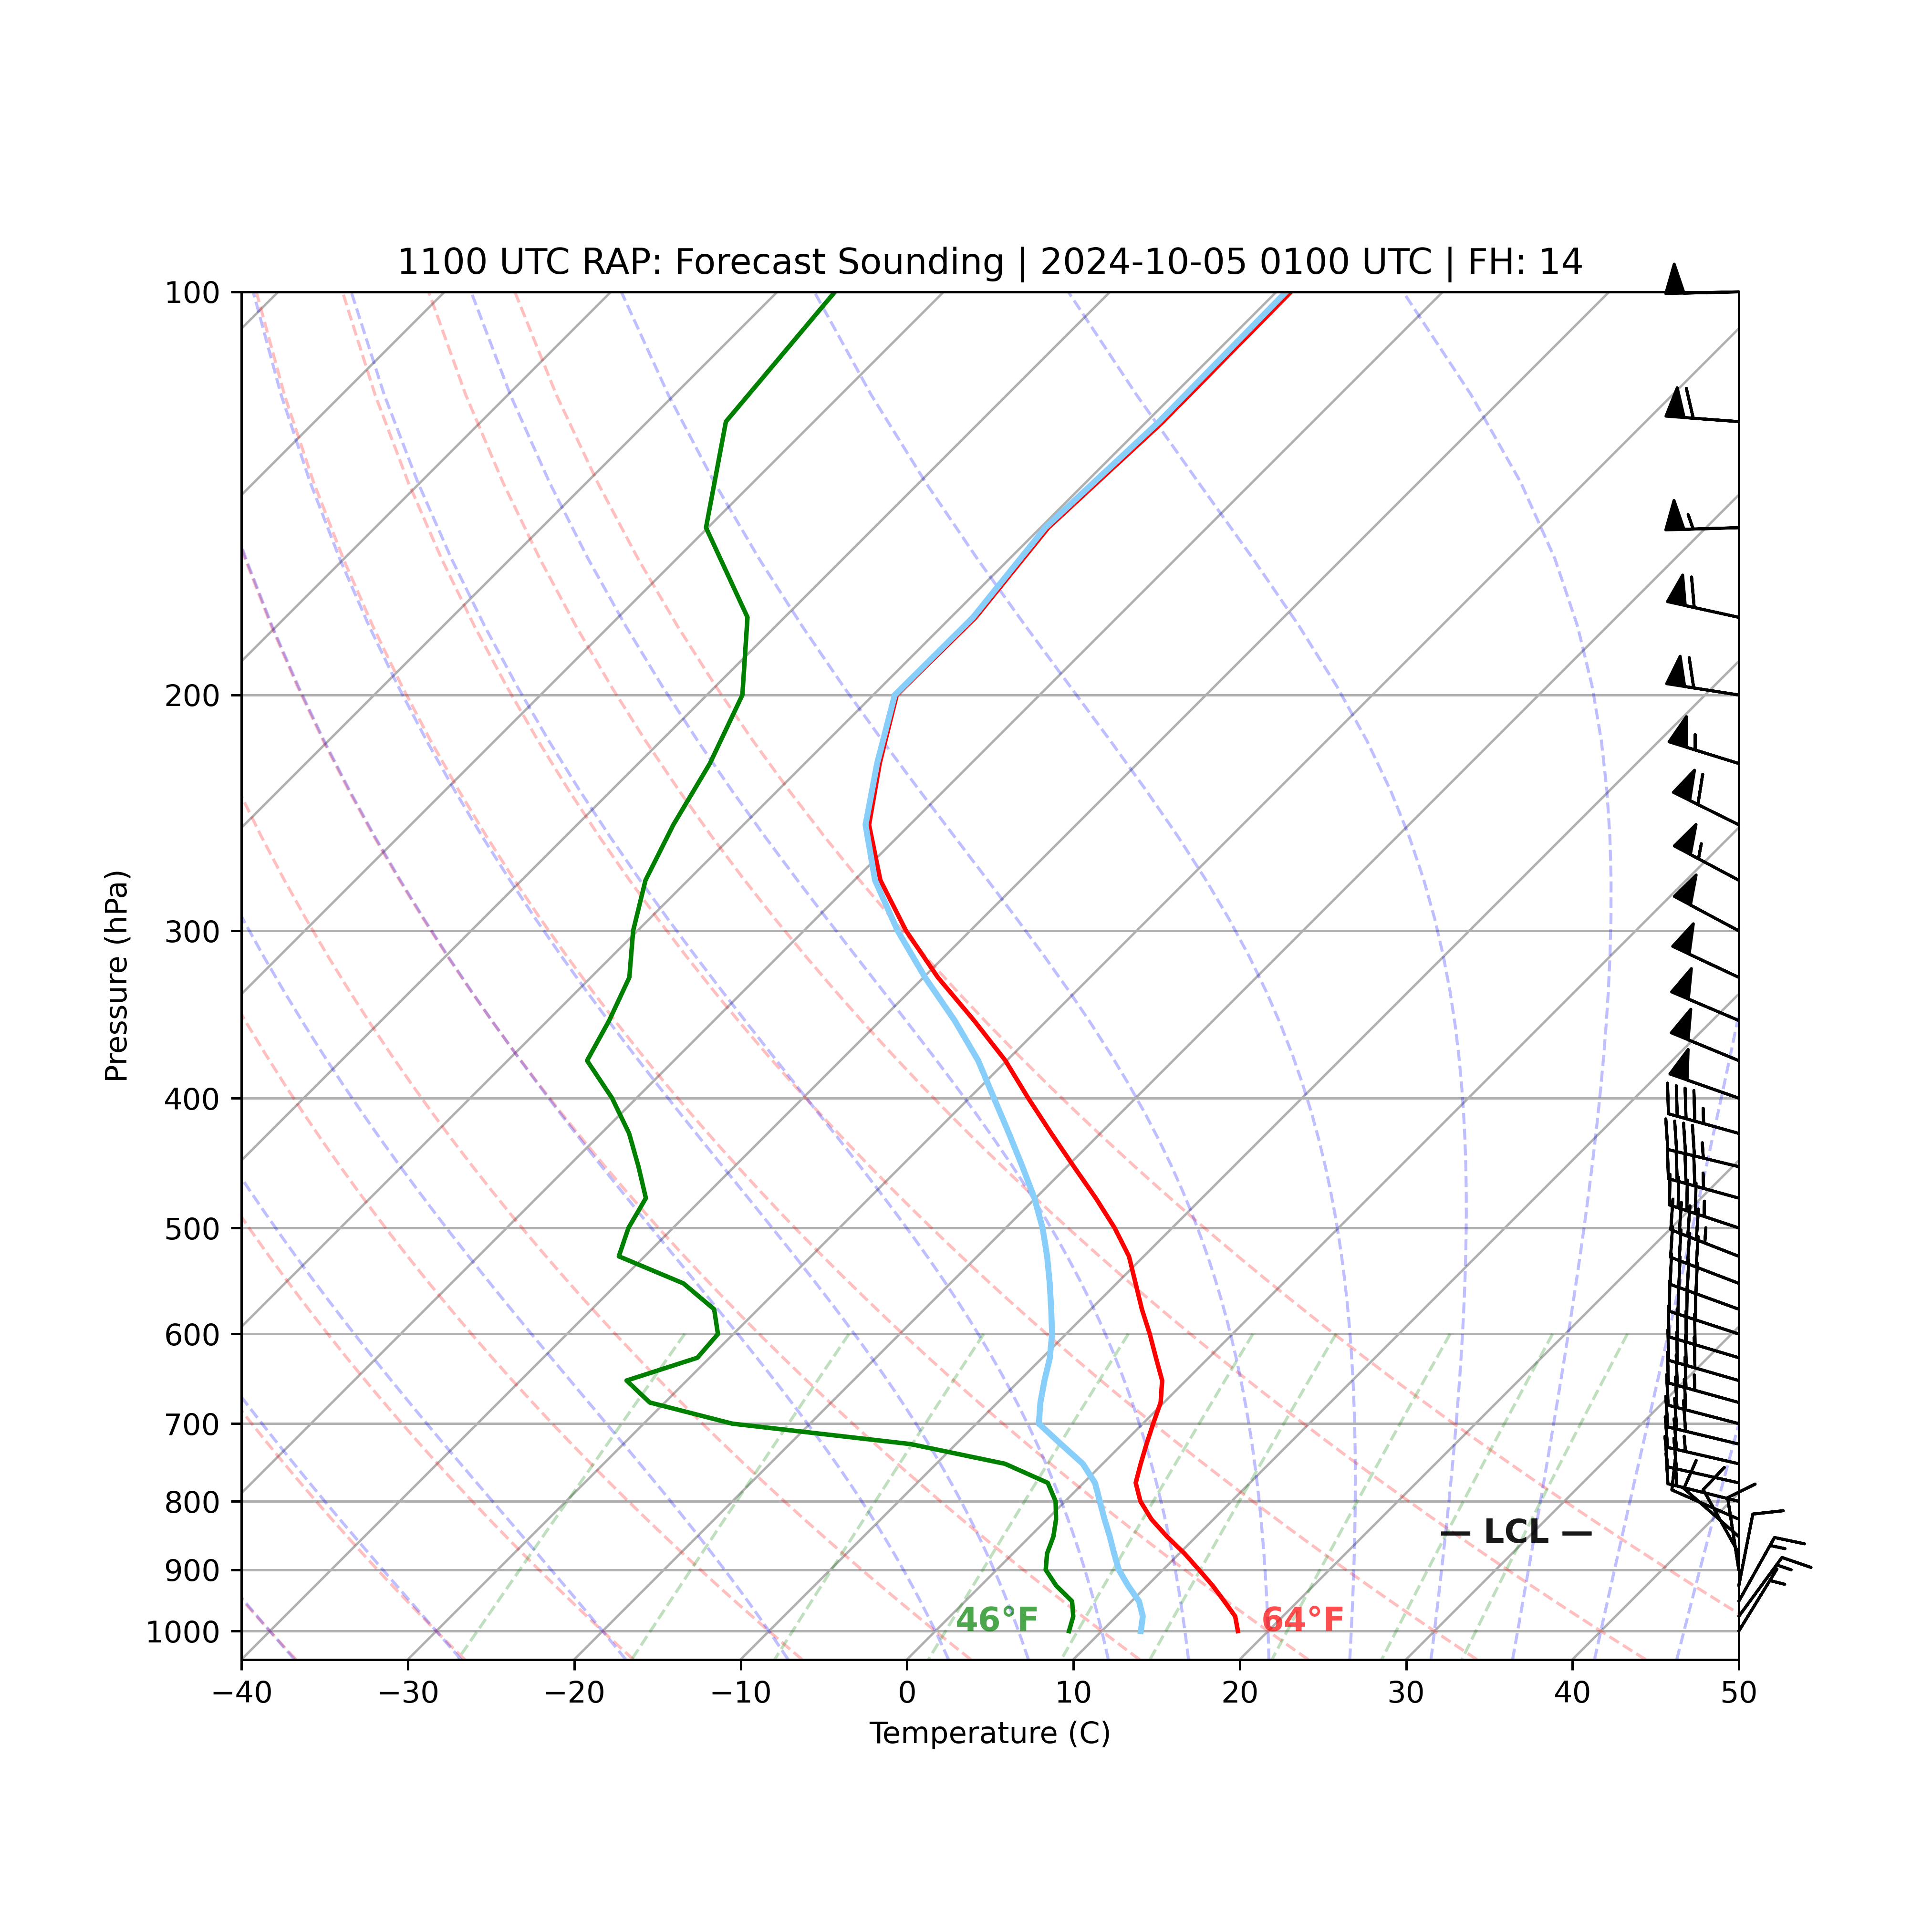 1100 UTC RAP: Forecast Sounding | 2024-10-05 0100 UTC | FH: 14
100
200
300
400
500
600
700
800
900
1000
Pressure (hPa)
— LCL —
46°F
64°F
−40 −30 −20 −10 0 10 20 30 40 50
Temperature (C)